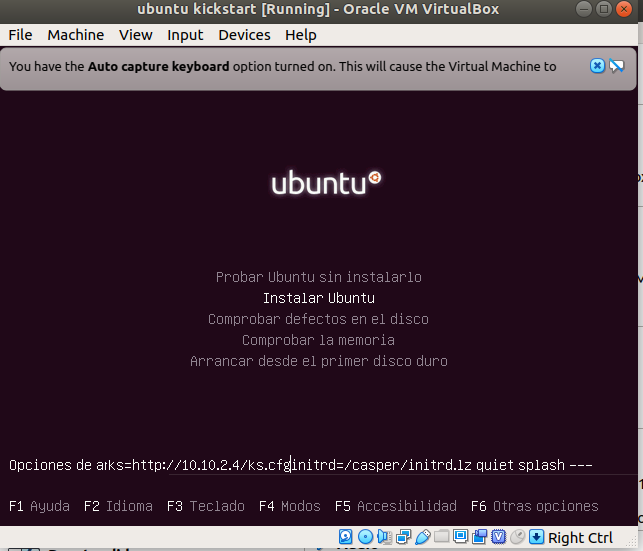 ubuntu kickstart [Running] - Oracle VM VirtualBox
File Machine View Input Devices Help
You have the Auto capture keyboard option turned on. This will cause the Virtual Machine to
ubuntu
Probar Ubuntu sin instalarlo
Instalar Ubuntu
Comprobar defectos en el disco
Comprobar la memoria
Arrancar desde el primer disco duro
Opciones de arks=http://10.10.2.4/ks.cfginitrd=/casper/initrd.lz quiet splash ---
F1 Ayuda F2 Idioma F3 Teclado F4 Modos F5 Accesibilidad F6 Otras opciones
Right Ctrl